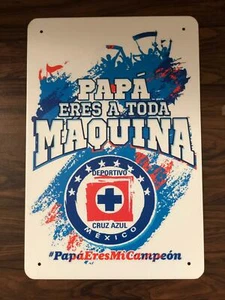 PAPÁ
ERES A TODA
MAQUINA
DEPORTIVO
CRUZ AZUL
MEXICO
#PapáEresMiCampeón